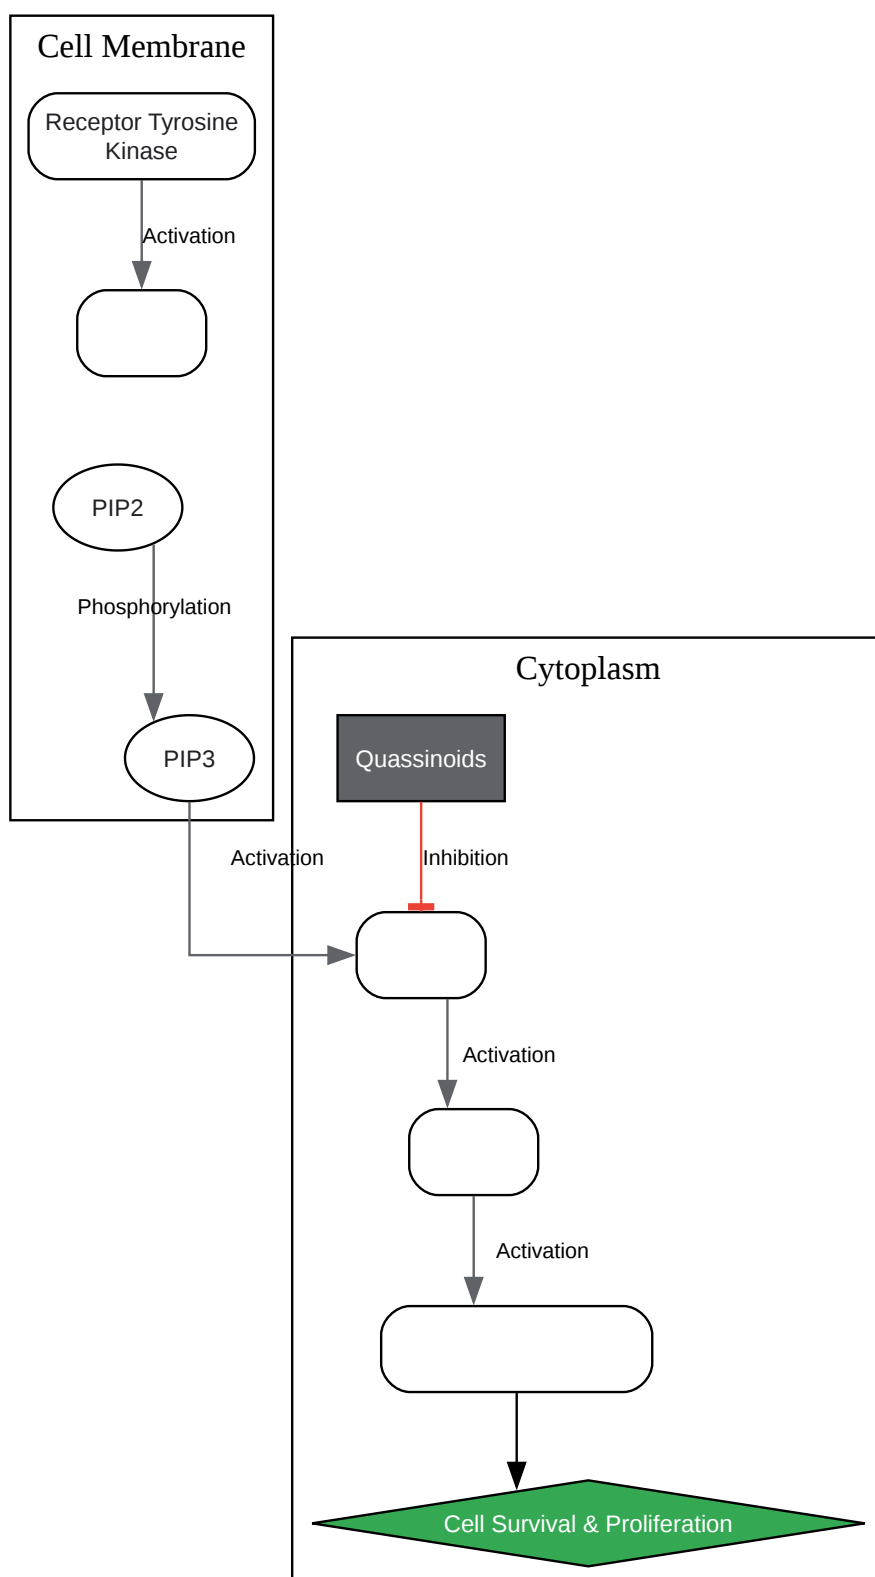 Cell Membrane
Receptor Tyrosine
Kinase
Activation
PIP2
Phosphorylation
Cytoplasm
PIP3
Quassinoids
Activation
Inhibition
Activation
Activation
Cell Survival & Proliferation